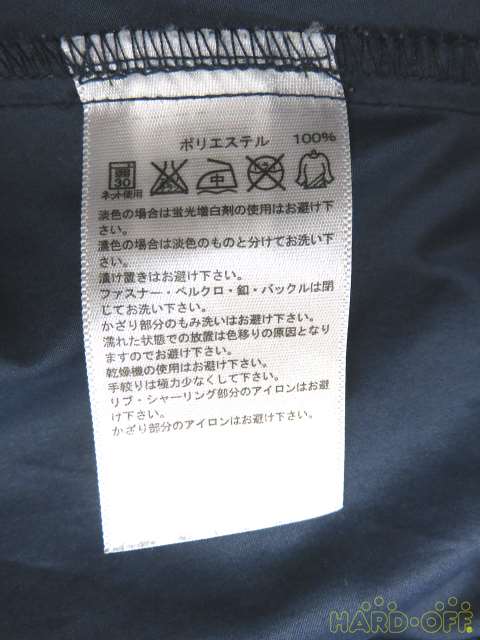 ポリエステル 100%
30
中
ネット使用
淡色の場合は蛍光増白剤の使用はお避け下
さい。
濃色の場合は淡色のものと分けてお洗い下
さい。
漬け置きはお避け下さい。
ファスナー・ベルクロ・釦・バックルは閉
じてお洗い下さい。
かざり部分のもみ洗いはお避け下さい。
濡れた状態での放置は色移りの原因となり
ますのでお避け下さい。
乾燥機の使用はお避け下さい。
手絞りは極力少なくして下さい。
リブ・シャーリング部分のアイロンはお避
け下さい。
かざり部分のアイロンはお避け下さい。
HARD·OFF